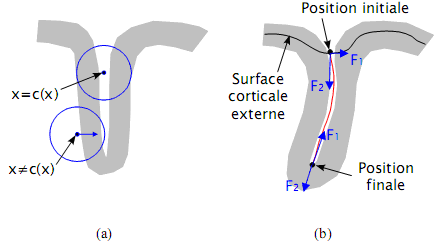 x=c(x)
x≠c(x)
(a)
Position initiale
F1
F2
Surface
corticale
externe
F1
Position
finale
F2
(b)